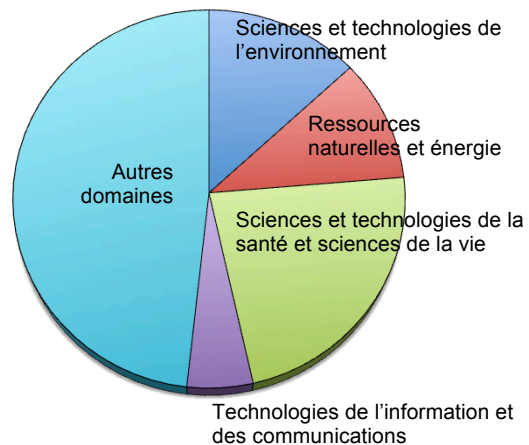 Sciences et technologies de
l’environnement
Ressources
naturelles et énergie
Autres
domaines
Sciences et technologies de la
santé et sciences de la vie
Technologies de l’information et
des communications